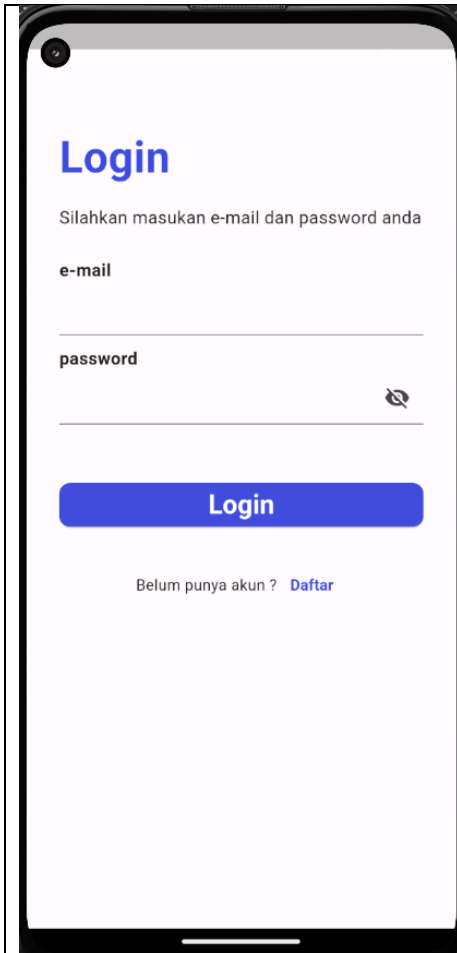 Login
Silahkan masukan e-mail dan password anda
e-mail
password
Login
Belum punya akun ? Daftar